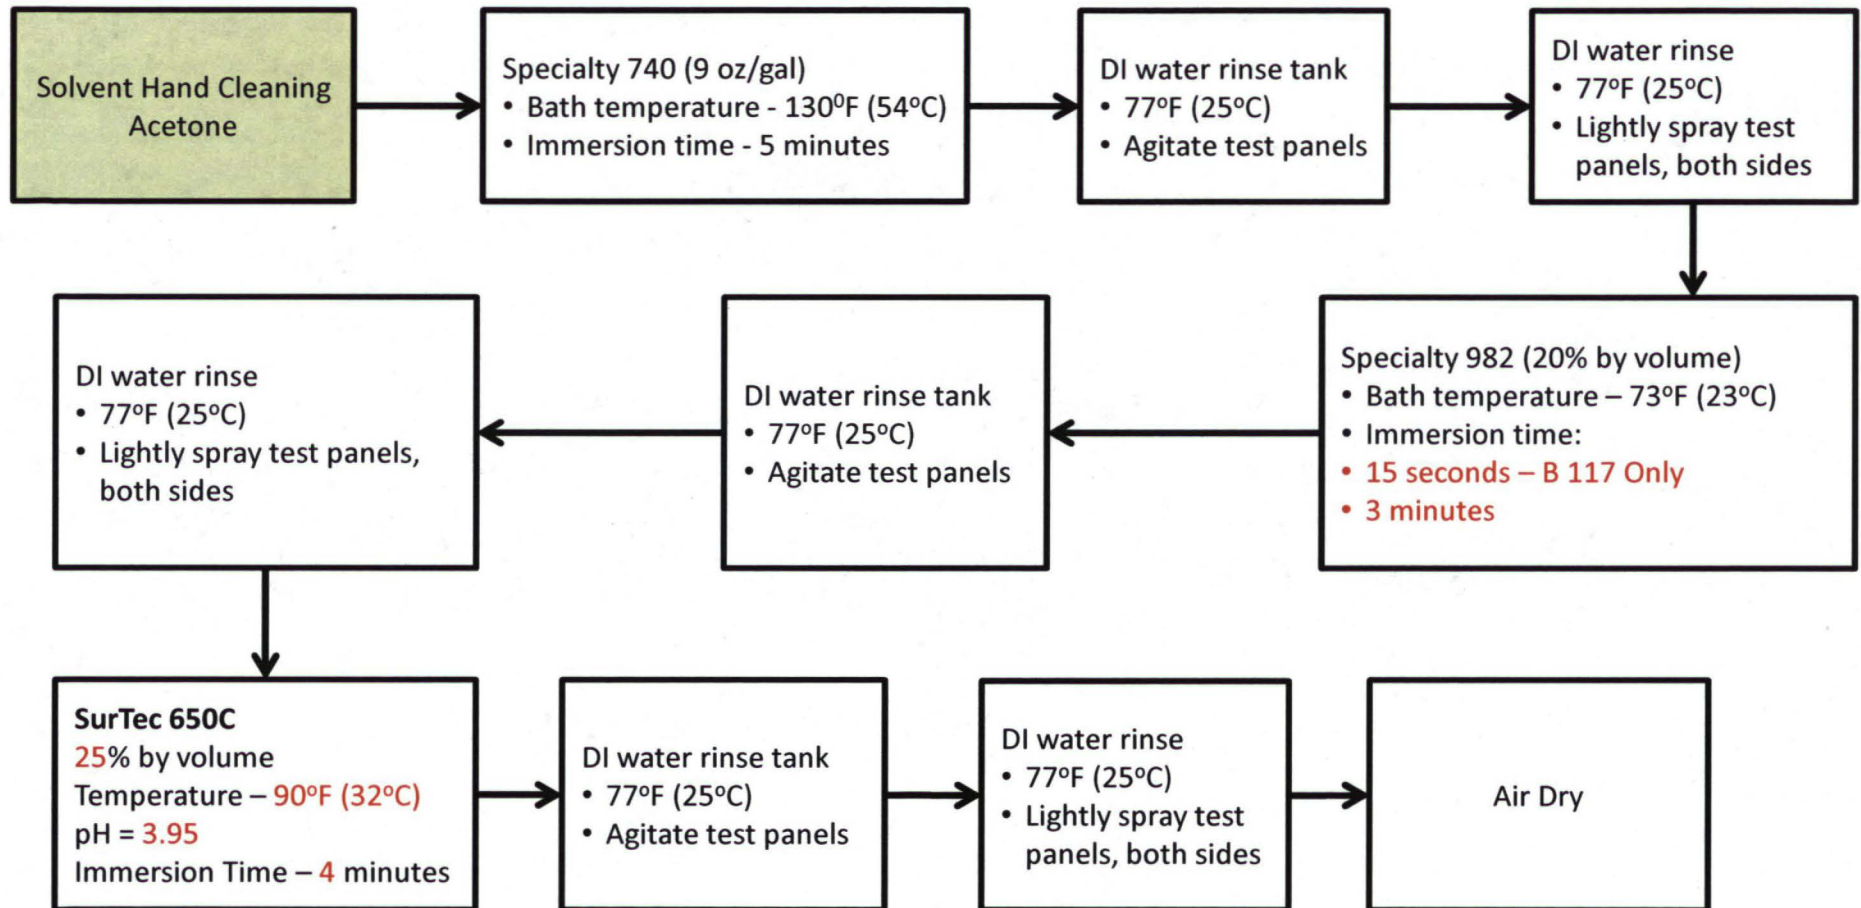 Solvent Hand Cleaning
Acetone
Specialty 740 (9 oz/gal)
• Bath temperature - 130⁰F (54ºC)
• Immersion time - 5 minutes
DI water rinse tank
• 77ºF (25ºC)
• Agitate test panels
DI water rinse
• 77ºF (25ºC)
• Lightly spray test
panels, both sides
Specialty 982 (20% by volume)
• Bath temperature – 73ºF (23ºC)
• Immersion time:
• 15 seconds – B 117 Only
• 3 minutes
DI water rinse tank
• 77ºF (25ºC)
• Agitate test panels
DI water rinse
• 77ºF (25ºC)
• Lightly spray test panels,
both sides
SurTec 650C
25% by volume
Temperature – 90ºF (32ºC)
pH = 3.95
Immersion Time – 4 minutes
DI water rinse tank
• 77ºF (25ºC)
• Agitate test panels
DI water rinse
• 77ºF (25ºC)
• Lightly spray test
panels, both sides
Air Dry